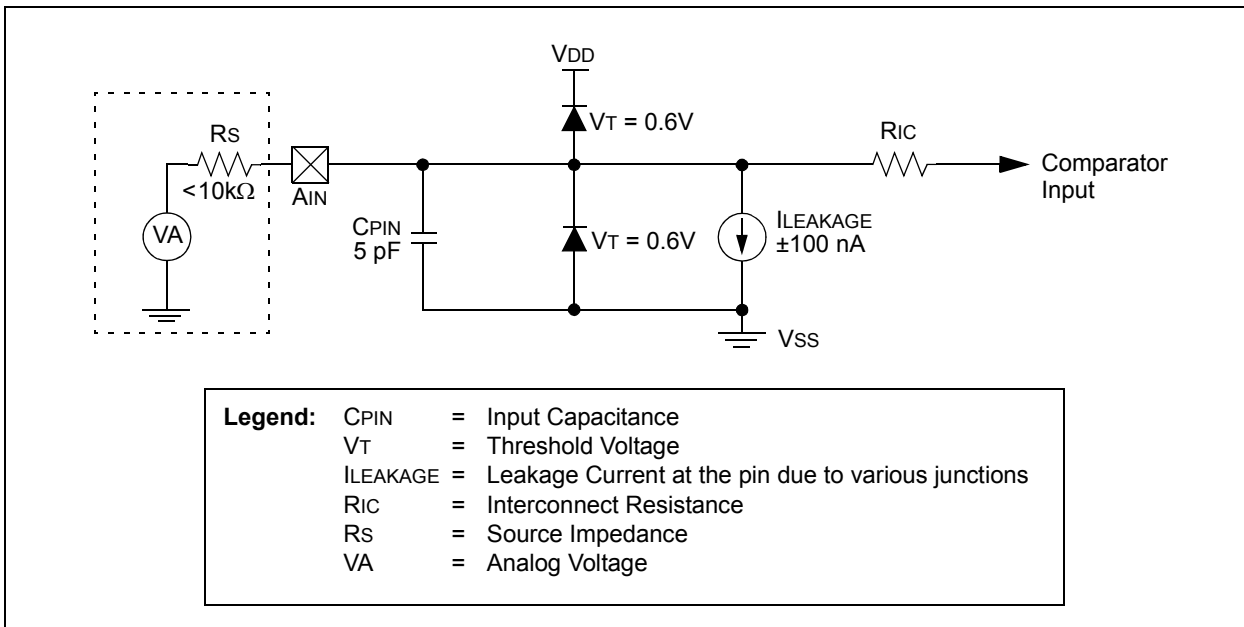 VDD
VT = 0.6V
RS
RIC
<10kΩ
AIN
Comparator
Input
VA
CPIN
5 pF
VT = 0.6V
ILEAKAGE
±100 nA
VSS
Legend: CPIN = Input Capacitance
VT = Threshold Voltage
ILEAKAGE = Leakage Current at the pin due to various junctions
RIC = Interconnect Resistance
RS = Source Impedance
VA = Analog Voltage